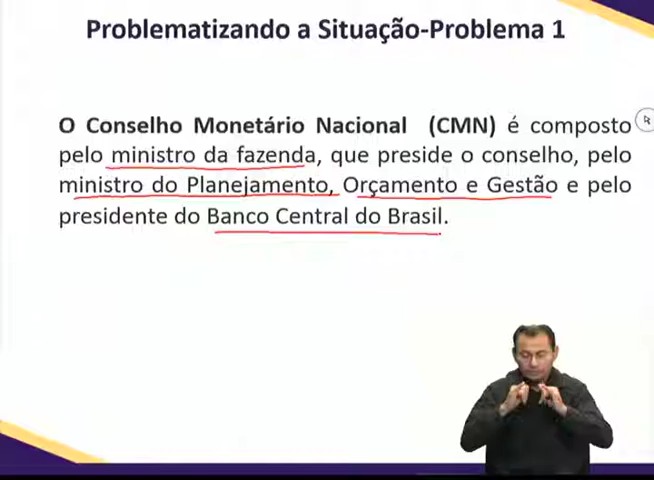 Problematizando a Situação-Problema 1
O Conselho Monetário Nacional (CMN) é composto
pelo ministro da fazenda, que preside o conselho, pelo
ministro do Planejamento, Orçamento e Gestão e pelo
presidente do Banco Central do Brasil.